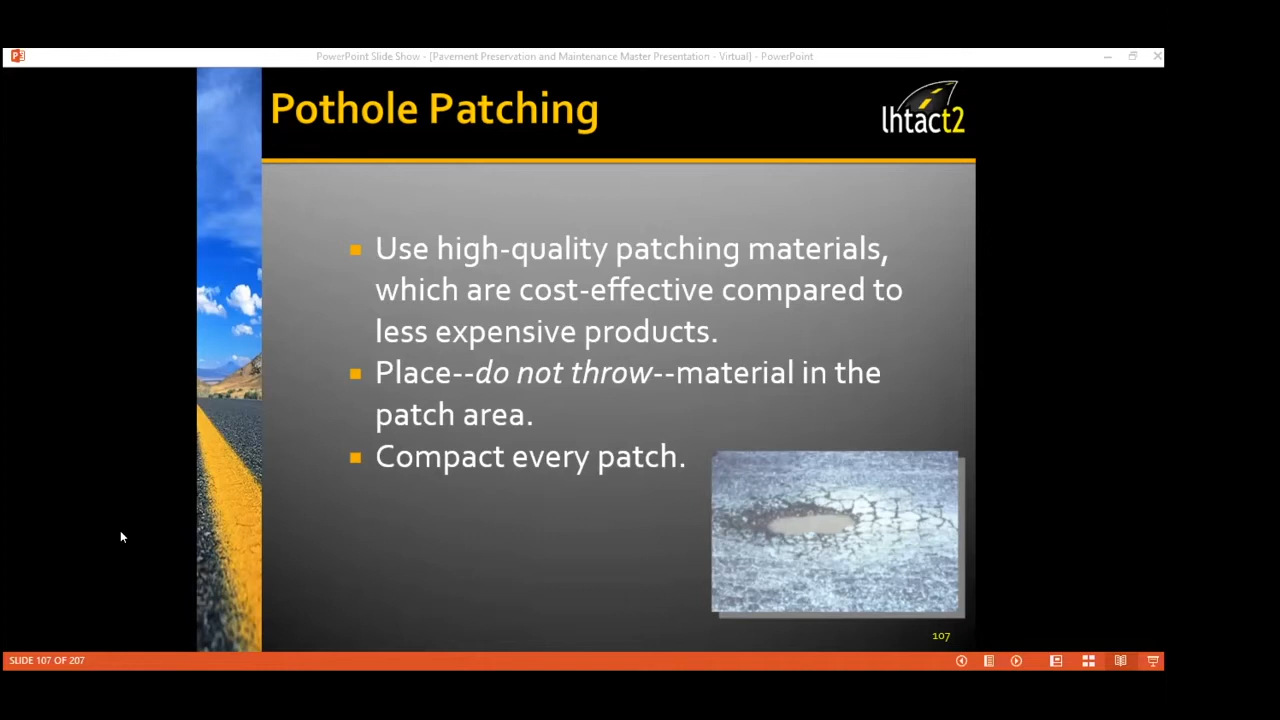 PowerPoint Slide Show - [Pavement Preservation and Maintenance Master Presentation - Virtual] - PowerPoint
Pothole Patching
lhtact2
Use high-quality patching materials,
which are cost-effective compared to
less expensive products.
Place--do not throw--material in the
patch area.
Compact every patch.
107
SLIDE 107 OF 207